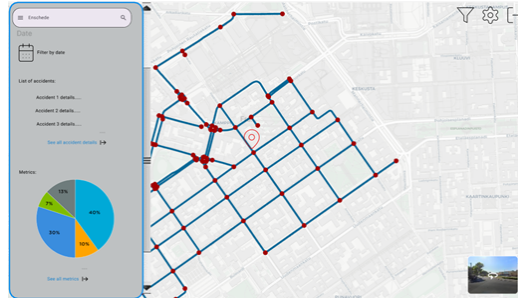 Enschede
Date
Filter by date
List of accidents:
Accident 1 details.....
Accident 2 details.....
Accident 3 details.....
....
See all accident details
Metrics:
13%
7%
40%
30%
10%
....
See all metrics